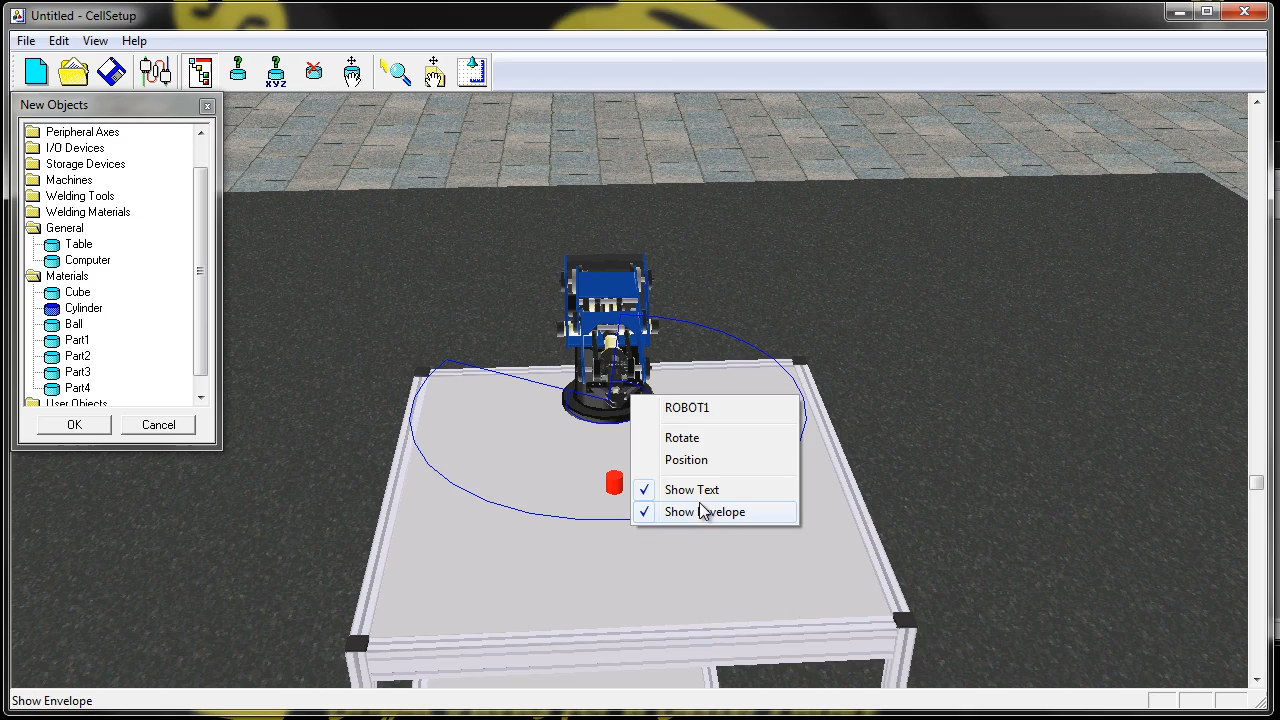 Untitled - CellSetup
File Edit View Help
XYZ
New Objects
Peripheral Axes
I/O Devices
Storage Devices
Machines
Welding Tools
Welding Materials
General
Table
Computer
Materials
Cube
Cylinder
Ball
Part1
Part2
Part3
Part4
User Objects
OK Cancel
ROBOT1
Rotate
Position
Show Text
Show Envelope
Show Envelope